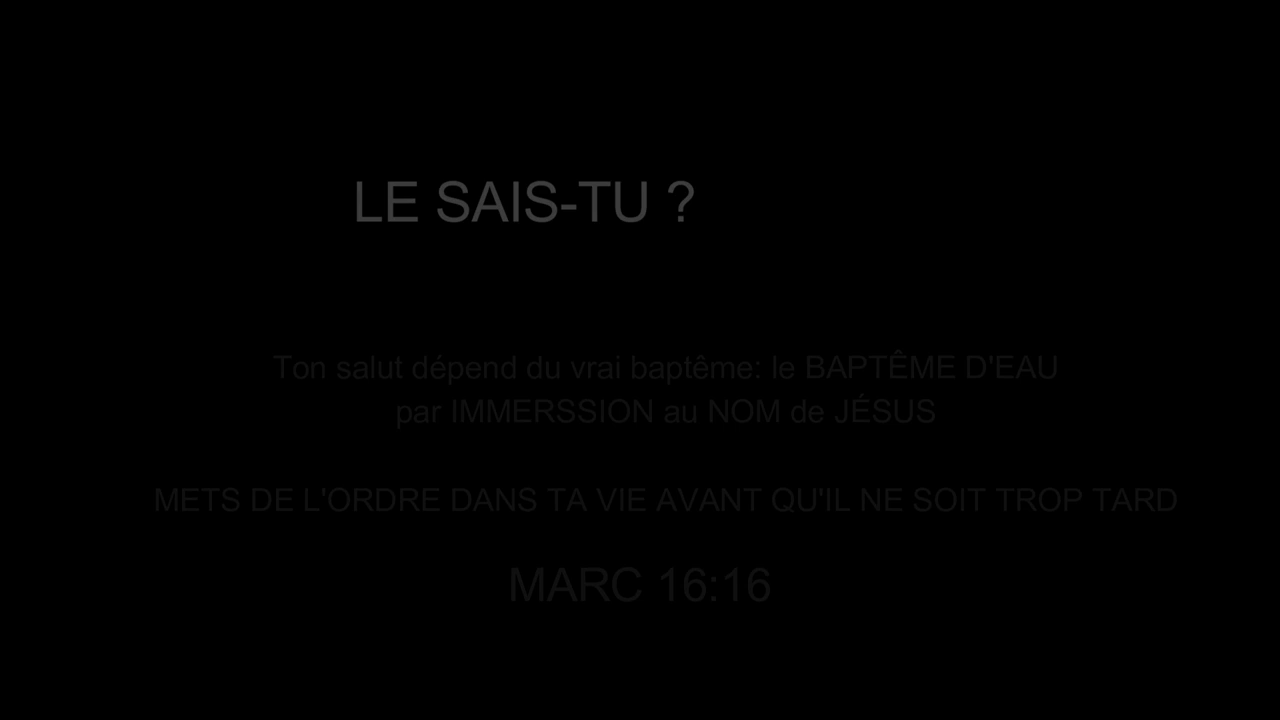 LE SAIS-TU ?
Ton salut dépend du vrai baptême: le BAPTÊME D'EAU
par IMMERSSION au NOM de JÉSUS
METS DE L'ORDRE DANS TA VIE AVANT QU'IL NE SOIT TROP TARD
MARC 16:16